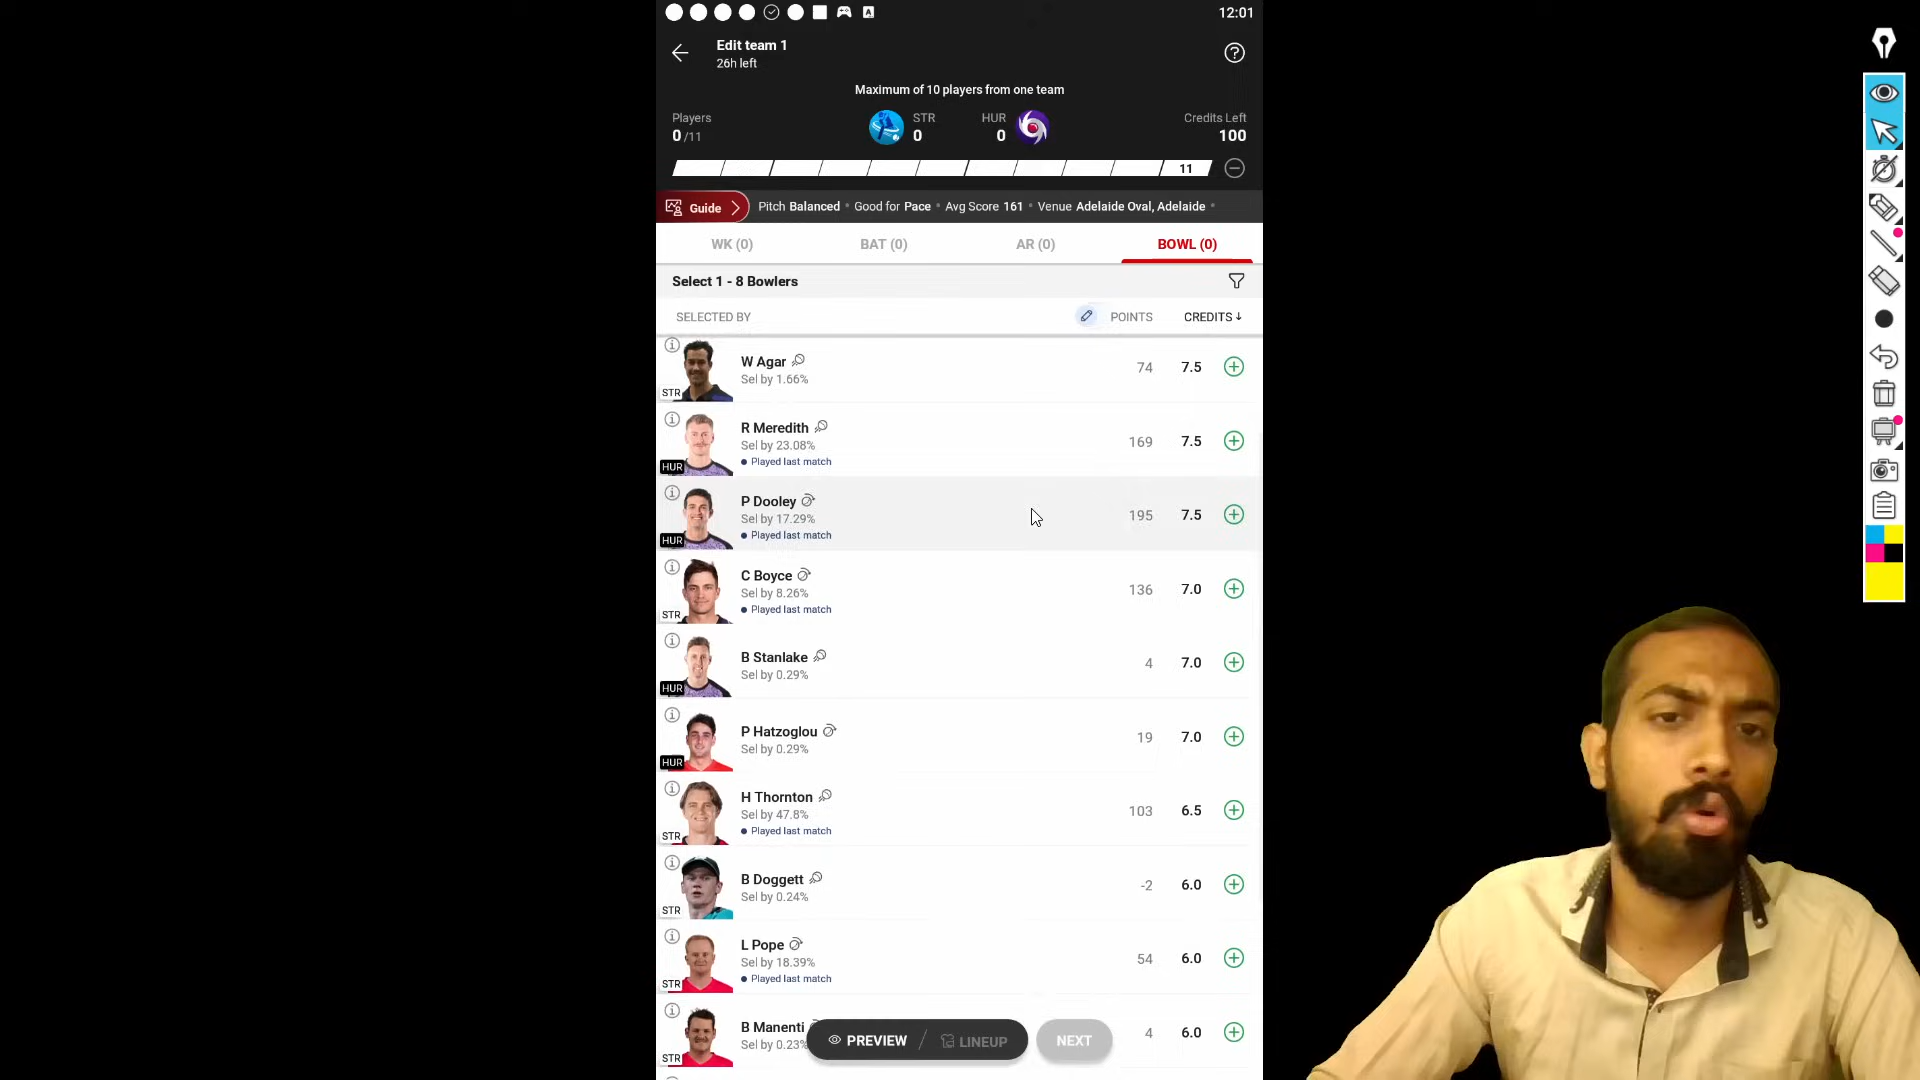 12:01
Edit team 1
26h left
Maximum of 10 players from one team
Players
0 /11
STR
0
HUR
0
Credits Left
100
11
Guide
Pitch Balanced • Good for Pace • Avg Score 161 • Venue Adelaide Oval, Adelaide •
WK (0)
BAT (0)
AR (0)
BOWL (0)
Select 1 - 8 Bowlers
SELECTED BY
POINTS
CREDITS
W Agar
Sel by 1.66%
STR
74
7.5
R Meredith
Sel by 23.08%
Played last match
HUR
169
7.5
P Dooley
Sel by 17.29%
Played last match
HUR
195
7.5
C Boyce
Sel by 8.26%
Played last match
STR
136
7.0
B Stanlake
Sel by 0.29%
HUR
4
7.0
P Hatzoglou
Sel by 0.29%
HUR
19
7.0
H Thornton
Sel by 47.8%
Played last match
STR
103
6.5
B Doggett
Sel by 0.24%
STR
-2
6.0
L Pope
Sel by 18.39%
Played last match
STR
54
6.0
B Manenti
Sel by 0.23%
STR
4
6.0
PREVIEW
LINEUP
NEXT